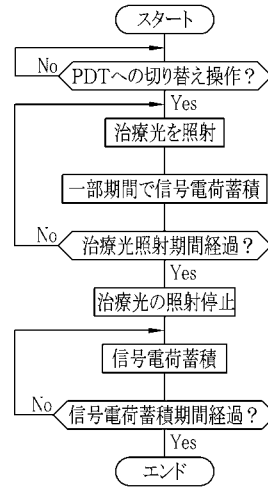 スタート
No
PDTへの切り替え操作？
Yes
治療光を照射
一部期間で信号電荷蓄積
No
治療光照射期間経過？
Yes
治療光の照射停止
信号電荷蓄積
No
信号電荷蓄積期間経過？
Yes
エンド